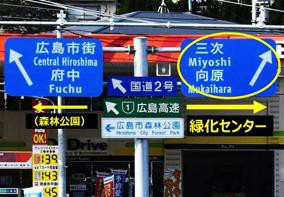 広島市街
Central Hiroshima
府中
Fuchu
三次
Miyoshi
向原
Mukaihara
国道2号
1 広島高速
広島市森林公園
Hiroshima City Forest Park
(森林公園)
緑化センター
139
150